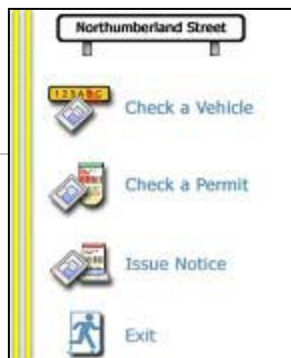 Northumberland Street
123ABC
Check a Vehicle
Check a Permit
Issue Notice
Exit